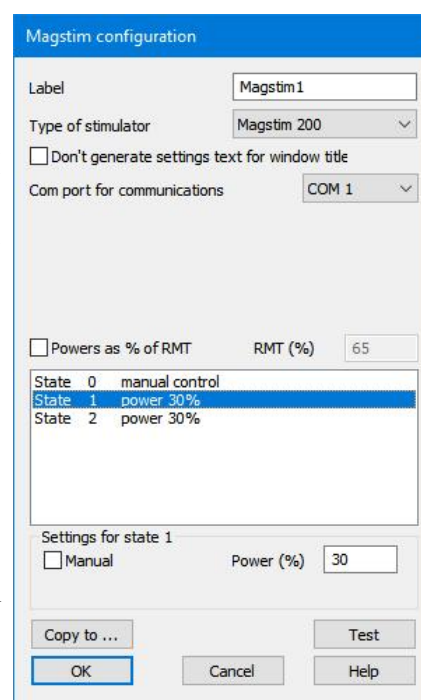 Magstim configuration
Label Magstim1
Type of stimulator Magstim 200
Don't generate settings text for window title
Com port for communications COM 1
Powers as % of RMT RMT (%) 65
State 0 manual control
State 1 power 30%
State 2 power 30%
Settings for state 1
Manual Power (%) 30
Copy to ... Test
OK Cancel Help